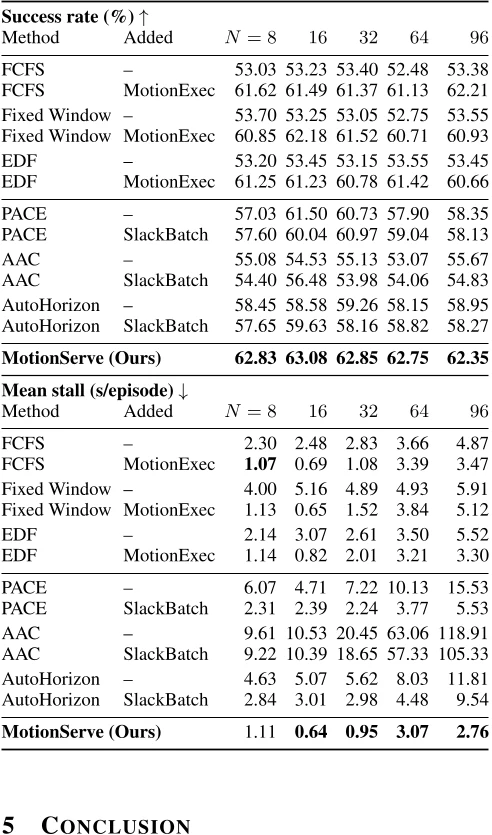 Success rate (%) ↑
Method Added N = 8 16 32 64 96
FCFS – 53.03 53.23 53.40 52.48 53.38
FCFS MotionExec 61.62 61.49 61.37 61.13 62.21
Fixed Window – 53.70 53.25 53.05 52.75 53.55
Fixed Window MotionExec 60.85 62.18 61.52 60.71 60.93
EDF – 53.20 53.45 53.15 53.55 53.45
EDF MotionExec 61.25 61.23 60.78 61.42 60.66
PACE – 57.03 61.50 60.73 57.90 58.35
PACE SlackBatch 57.60 60.04 60.97 59.04 58.13
AAC – 55.08 54.53 55.13 53.07 55.67
AAC SlackBatch 54.40 56.48 53.98 54.06 54.83
AutoHorizon – 58.45 58.58 59.26 58.15 58.95
AutoHorizon SlackBatch 57.65 59.63 58.16 58.82 58.27
MotionServe (Ours) 62.83 63.08 62.85 62.75 62.35
Mean stall (s/episode) ↓
Method Added N = 8 16 32 64 96
FCFS – 2.30 2.48 2.83 3.66 4.87
FCFS MotionExec 1.07 0.69 1.08 3.39 3.47
Fixed Window – 4.00 5.16 4.89 4.93 5.91
Fixed Window MotionExec 1.13 0.65 1.52 3.84 5.12
EDF – 2.14 3.07 2.61 3.50 5.52
EDF MotionExec 1.14 0.82 2.01 3.21 3.30
PACE – 6.07 4.71 7.22 10.13 15.53
PACE SlackBatch 2.31 2.39 2.24 3.77 5.53
AAC – 9.61 10.53 20.45 63.06 118.91
AAC SlackBatch 9.22 10.39 18.65 57.33 105.33
AutoHorizon – 4.63 5.07 5.62 8.03 11.81
AutoHorizon SlackBatch 2.84 3.01 2.98 4.48 9.54
MotionServe (Ours) 1.11 0.64 0.95 3.07 2.76
5 CONCLUSION